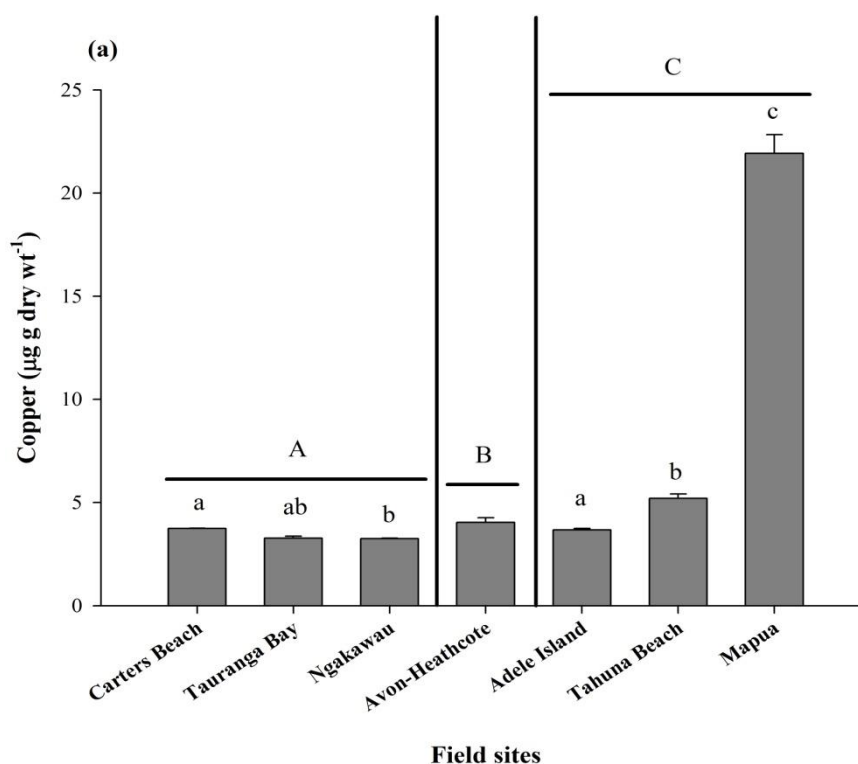 (a)
C
25
c
20
15
10
A
B
a
ab
b
a
b
5
0
Copper (µg g dry wt⁻¹)
Carters Beach
Tauranga Bay
Ngakawau
Avon-Heathcote
Adele Island
Tahuna Beach
Mapua
Field sites